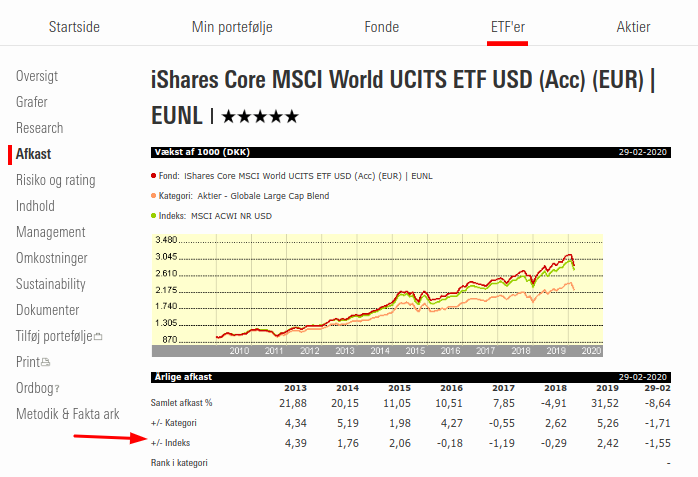 Startside Min portefølje Fonde ETF'er Aktier
Oversigt
Grafer
Research
Afkast
Risiko og rating
Indhold
Management
Omkostninger
Sustainability
Dokumenter
Tilføj portefølje
Print
Ordbog?
Metodik & Fakta ark
iShares Core MSCI World UCITS ETF USD (Acc) (EUR) |
EUNL | ★★★★★
Vækst af 1000 (DKK) 29-02-2020
Fond: iShares Core MSCI World UCITS ETF USD (Acc) (EUR) | EUNL
Kategori: Aktier - Globale Large Cap Blend
Indeks: MSCI ACWI NR USD
3.480
3.045
2.610
2.175
1.740
1.305
870
2010 2011 2012 2013 2014 2015 2016 2017 2018 2019 2020
Årlige afkast 29-02-2020
2013 2014 2015 2016 2017 2018 2019 29-02
Samlet afkast % 21,88 20,15 11,05 10,51 7,85 -4,91 31,52 -8,64
+/- Kategori 4,34 5,19 1,98 4,27 -0,55 2,62 5,26 -1,71
+/- Indeks 4,39 1,76 2,06 -0,18 -1,19 -0,29 2,42 -1,55
Rank i kategori -